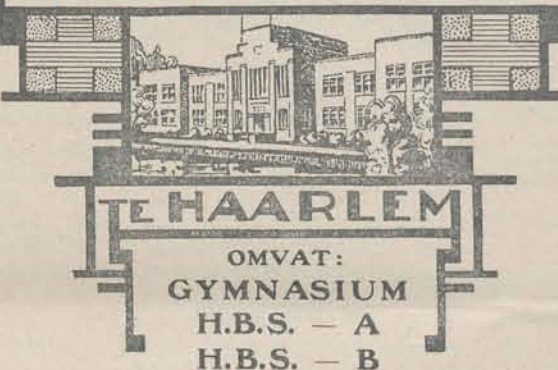 TE HAARLEM
OMVAT:
GYMNASIUM
H.B.S. — A
H.B.S. — B